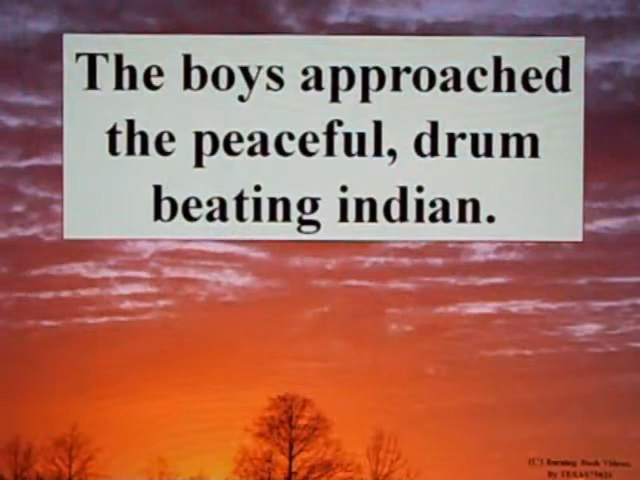 The boys approached
the peaceful, drum
beating indian.